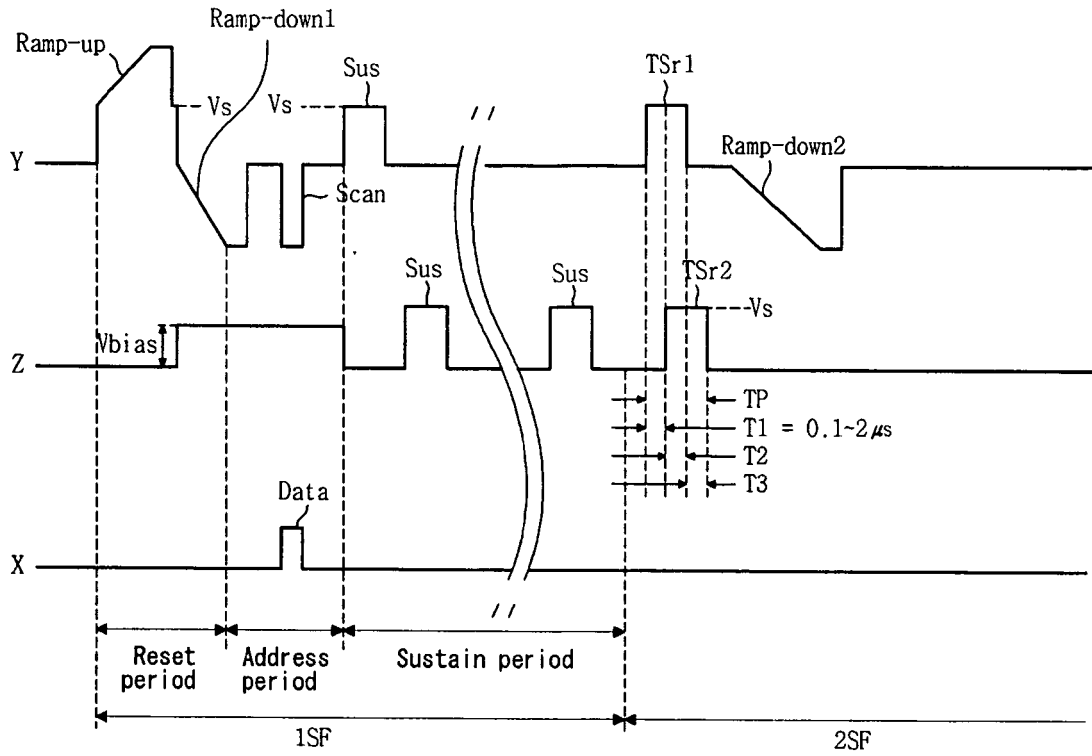 Ramp-up
Ramp-down1
Vs
Vs
Sus
TSr1
Ramp-down2
Y
Scan
Sus
Sus
TSr2
Vs
Vbias
Z
TP
T1 = 0.1~2μs
T2
T3
Data
X
Reset period
Address period
Sustain period
1SF
2SF